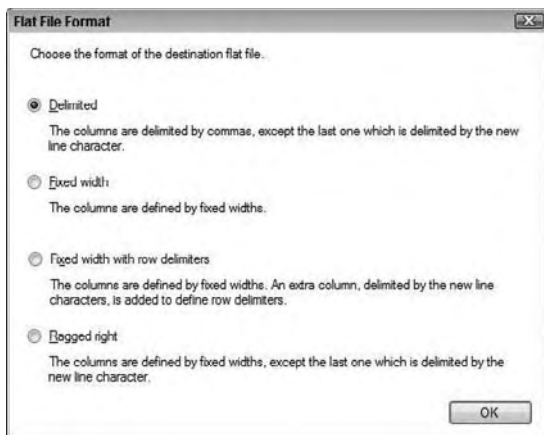 Flat File Format
Choose the format of the destination flat file.
Delimited
The columns are delimited by commas, except the last one which is delimited by the new
line character.
Fixed width
The columns are defined by fixed widths.
Fixed width with row delimiters
The columns are defined by fixed widths. An extra column, delimited by the new line
characters, is added to define row delimiters.
Ragged right
The columns are defined by fixed widths, except the last one which is delimited by the
new line character.
OK